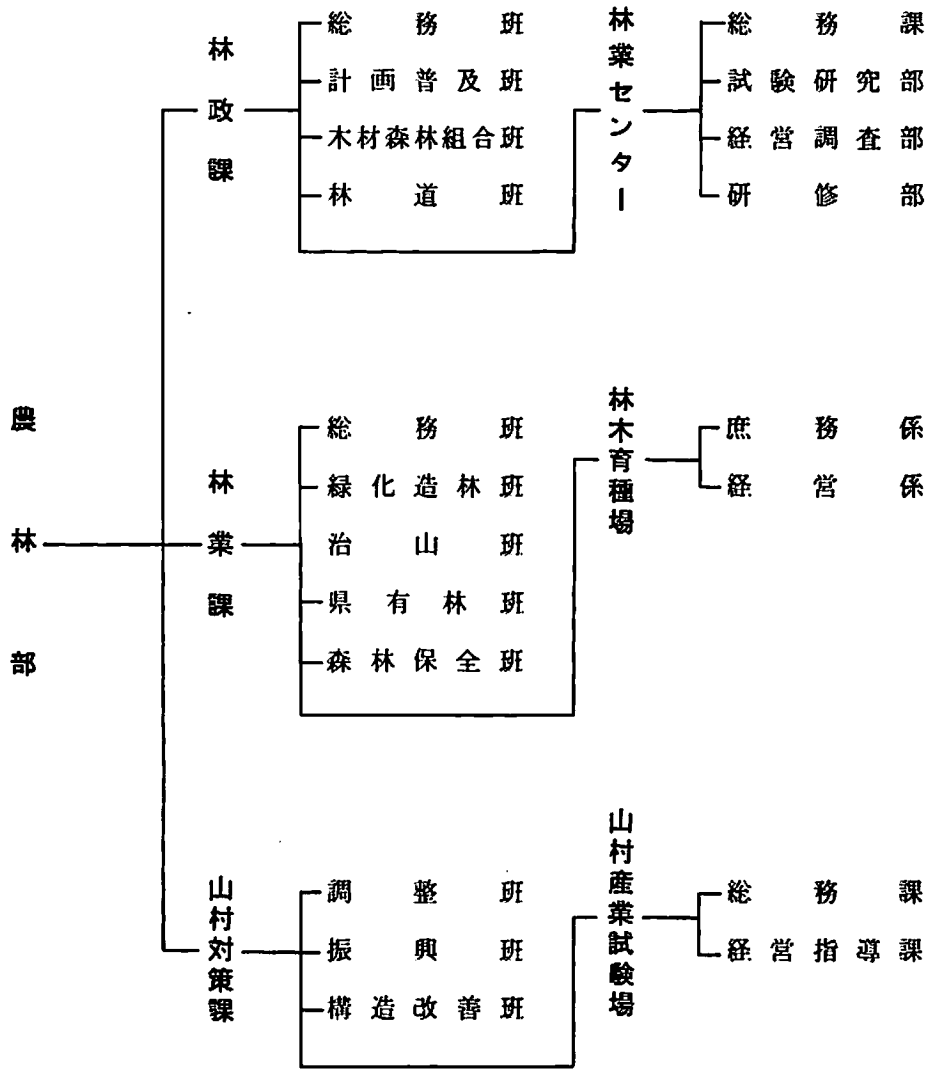 農林部
林政課
総務班
計画普及班
木材森林組合班
林道班
林業センター
総務課
試験研究部
経営調査部
研修部
林業課
総務班
緑化造林班
治山班
県有林班
森林保全班
林木育種場
庶務係
経営係
山村対策課
調整班
振興班
構造改善班
山村産業試験場
総務課
経営指導課